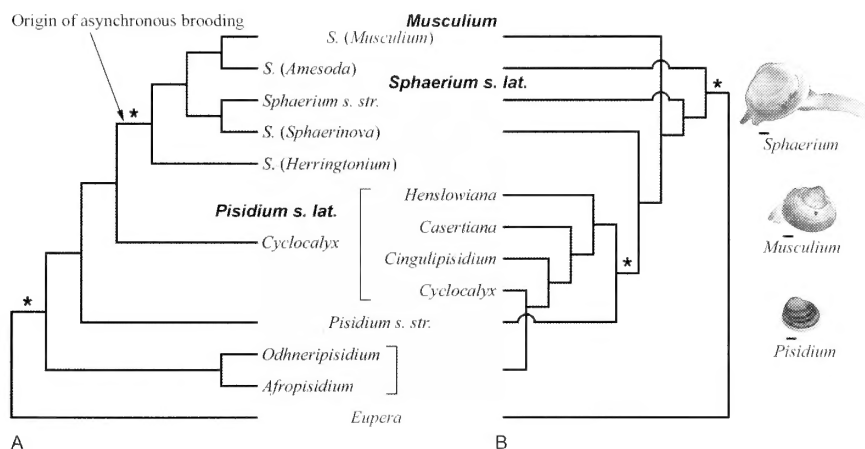 Origin of asynchronous brooding
Musculium
S. (Musculium)
S. (Amesoda)
Sphaerium s. lat.
Sphaerium s. str.
S. (Sphaerinova)
S. (Herringtonium)
Pisidium s. lat.
Henslowiana
Casertiana
Cyclocalyx
Cingulipisidium
Cyclocalyx
Pisidium s. str.
Odhneripisidium
Afropisidium
Eupera
*
*
*
*
Sphaerium
Musculium
Pisidium
A
B